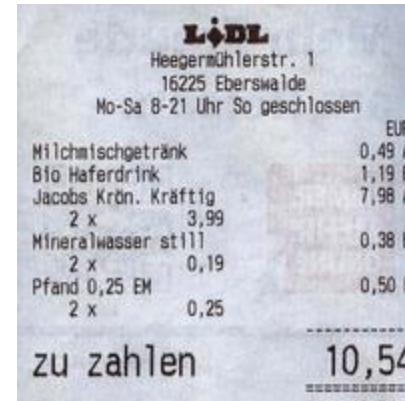 LIDL
Heegermühlerstr. 1
16225 Eberswalde
Mo-Sa 8-21 Uhr So geschlossen
EUR
Milchmischgetränk 0,49 A
Bio Haferdrink 1,19 B
Jacobs Krön. Kräftig 7,98 A
2 x 3,99
Mineralwasser still 0,38 B
2 x 0,19
Pfand 0,25 EM 0,50 B
2 x 0,25
zu zahlen 10,54